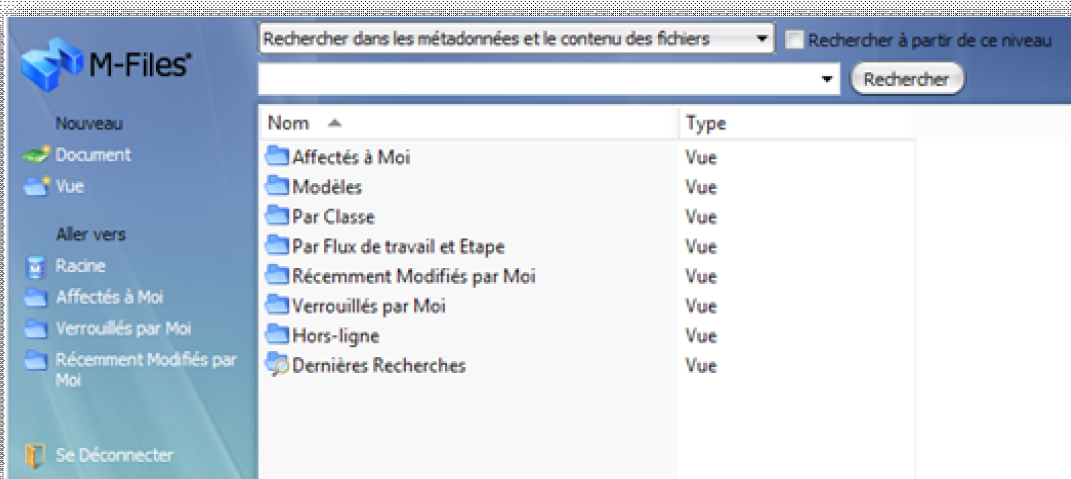 M-Files®
Rechercher dans les métadonnées et le contenu des fichiers
Rechercher à partir de ce niveau
Rechercher
Nouveau
Document
Vue
Aller vers
Racine
Affectés à Moi
Verrouillés par Moi
Récemment Modifiés par
Moi
Se Déconnecter
Nom Type
Affectés à Moi Vue
Modèles Vue
Par Classe Vue
Par Flux de travail et Etape Vue
Récemment Modifiés par Moi Vue
Verrouillés par Moi Vue
Hors-ligne Vue
Dernières Recherches Vue